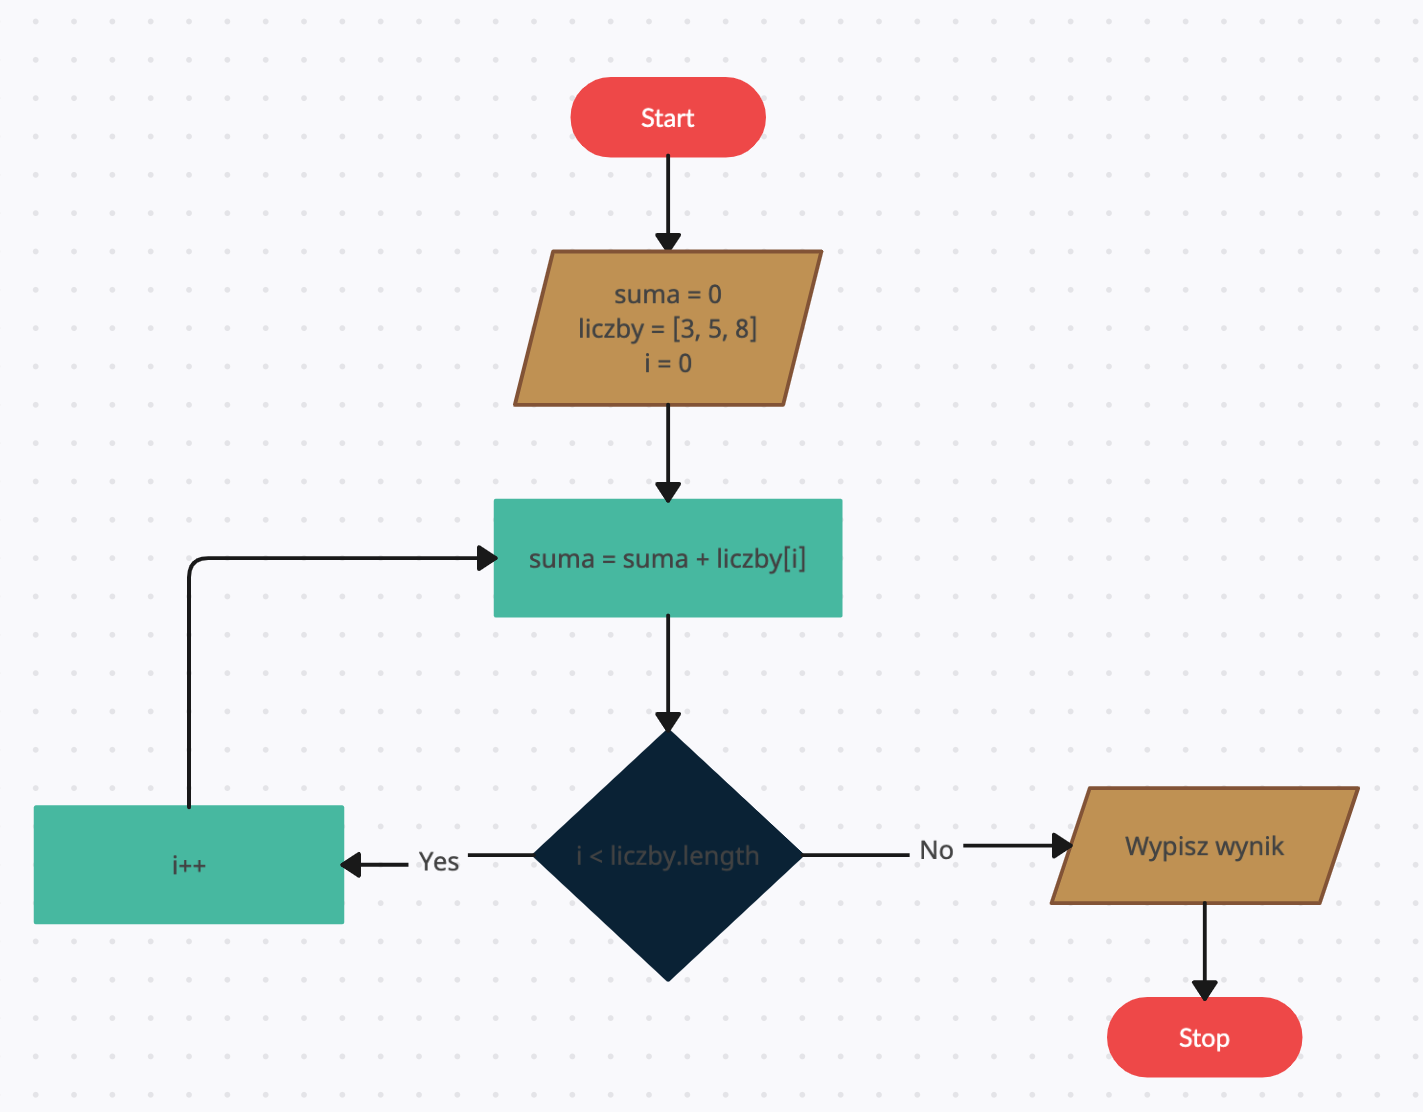 Start
suma = 0
liczby = [3, 5, 8]
i = 0
suma = suma + liczby[i]
i < liczby.length
Yes
i++
No
Wypisz wynik
Stop